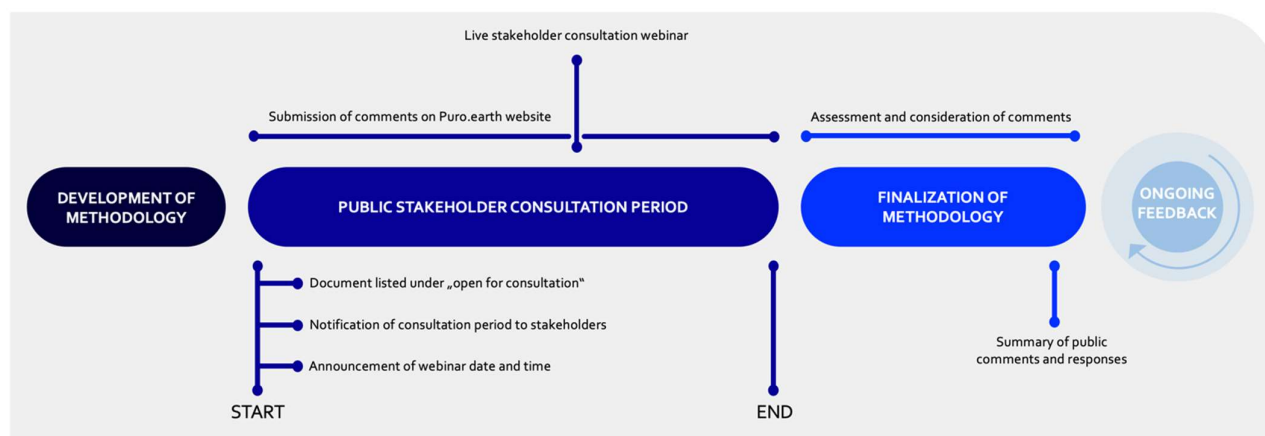 Live stakeholder consultation webinar
Submission of comments on Puro.earth website
Assessment and consideration of comments
DEVELOPMENT OF
METHODOLOGY
PUBLIC STAKEHOLDER CONSULTATION PERIOD
FINALIZATION OF
METHODOLOGY
ONGOING
FEEDBACK
Document listed under „open for consultation“
Notification of consultation period to stakeholders
Announcement of webinar date and time
Summary of public
comments and responses
START
END